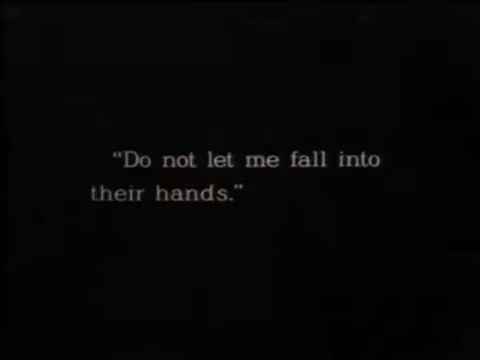 “Do not let me fall into
their hands.”